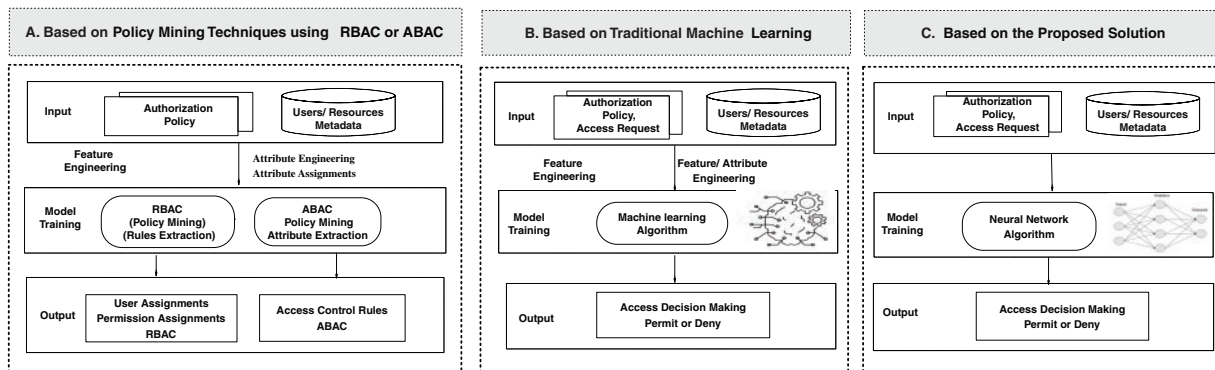 A. Based on Policy Mining Techniques using RBAC or ABAC
Input
Authorization
Policy
Users/ Resources
Metadata
Feature
Engineering
Attribute Engineering
Attribute Assignments
Model
Training
RBAC
(Policy Mining)
(Rules Extraction)
ABAC
Policy Mining
Attribute Extraction
Output
User Assignments
Permission Assignments
RBAC
Access Control Rules
ABAC
B. Based on Traditional Machine Learning
Input
Authorization
Policy,
Access Request
Users/ Resources
Metadata
Feature
Engineering
Feature/ Attribute
Engineering
Model
Training
Machine learning
Algorithm
Output
Access Decision Making
Permit or Deny
C. Based on the Proposed Solution
Input
Authorization
Policy,
Access Request
Users/ Resources
Metadata
Model
Training
Neural Network
Algorithm
Output
Access Decision Making
Permit or Deny